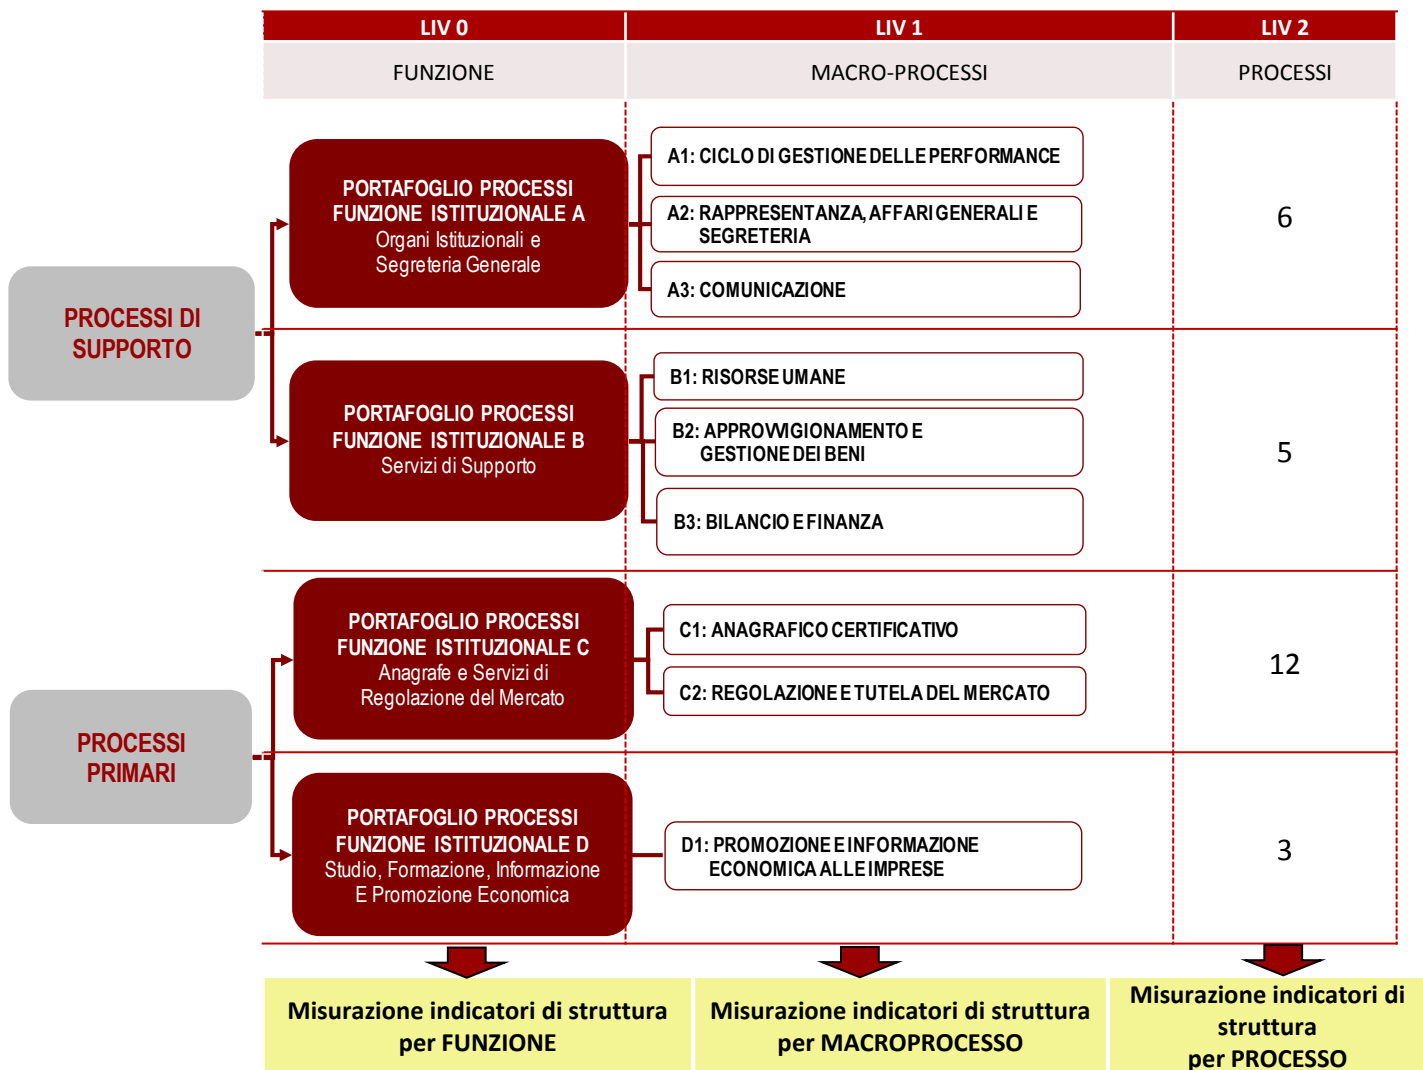 LIV 0
LIV 1
LIV 2
FUNZIONE
MACRO-PROCESSI
PROCESSI
PROCESSI DI
SUPPORTO
PORTAFOGLIO PROCESSI
FUNZIONE ISTITUZIONALE A
Organi Istituzionali e
Segreteria Generale
A1: CICLO DI GESTIONE DELLE PERFORMANCE
A2: RAPPRESENTANZA, AFFARI GENERALI E
SEGRETERIA
A3: COMUNICAZIONE
6
PORTAFOGLIO PROCESSI
FUNZIONE ISTITUZIONALE B
Servizi di Supporto
B1: RISORSE UMANE
B2: APPROVVIGIONAMENTO E
GESTIONE DEI BENI
B3: BILANCIO E FINANZA
5
PROCESSI
PRIMARI
PORTAFOGLIO PROCESSI
FUNZIONE ISTITUZIONALE C
Anagrafe e Servizi di
Regolazione del Mercato
C1: ANAGRAFICO CERTIFICATIVO
C2: REGOLAZIONE E TUTELA DEL MERCATO
12
PORTAFOGLIO PROCESSI
FUNZIONE ISTITUZIONALE D
Studio, Formazione, Informazione
E Promozione Economica
D1: PROMOZIONE E INFORMAZIONE
ECONOMICA ALLE IMPRESE
3
Misurazione indicatori di struttura
per FUNZIONE
Misurazione indicatori di struttura
per MACROPROCESSO
Misurazione indicatori di
struttura
per PROCESSO